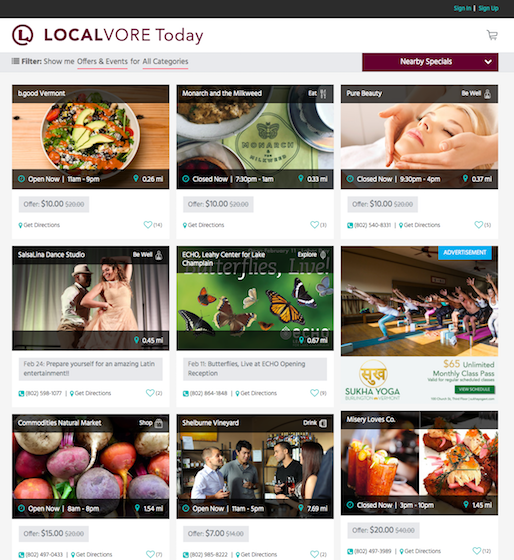 Sign In | Sign Up
LOCALVORE Today
Filter: Show me Offers & Events for All Categories
Nearby Specials
b.good Vermont
Open Now | 11am - 9pm
0.26 mi
Offer: $10.00 $20.00
Get Directions
(14)
Monarch and the Milkweed
Eat
MONARCH
& THE
MILKWEED
Closed Now | 7:30pm - 1am
0.33 mi
Offer: $10.00 $20.00
Get Directions
(3)
Pure Beauty
Be Well
Closed Now | 9:30pm - 4pm
0.37 mi
Offer: $10.00 $20.00
(802) 540-8331 | Get Directions
(5)
SalsaLina Dance Studio
Be Well
0.45 mi
Feb 24: Prepare yourself for an amazing Latin
entertainment!!
(802) 598-1077 | Get Directions
(2)
ECHO, Leahy Center for Lake
Champlain
Explore
Butterflies, Live!
ECHO
0.67 mi
Feb 11: Butterflies, Live at ECHO Opening
Reception
(802) 864-1848 | Get Directions
(9)
ADVERTISEMENT
$65 Unlimited
Monthly Class Pass
Valid for regular scheduled classes
सुख
SUKHA YOGA
BURLINGTON VERMONT
VIEW SCHEDULE
Commodities Natural Market
Shop
Open Now | 8am - 8pm
1.54 mi
Offer: $15.00 $20.00
(802) 497-0433 | Get Directions
(7)
Shelburne Vineyard
Drink
Open Now | 11am - 5pm
7.69 mi
Offer: $7.00 $14.00
(802) 985-8222 | Get Directions
(2)
Misery Loves Co.
Closed Now | 3pm - 10pm
1.45 mi
Offer: $20.00 $40.00
(802) 497-3989 | Get Directions
(12)